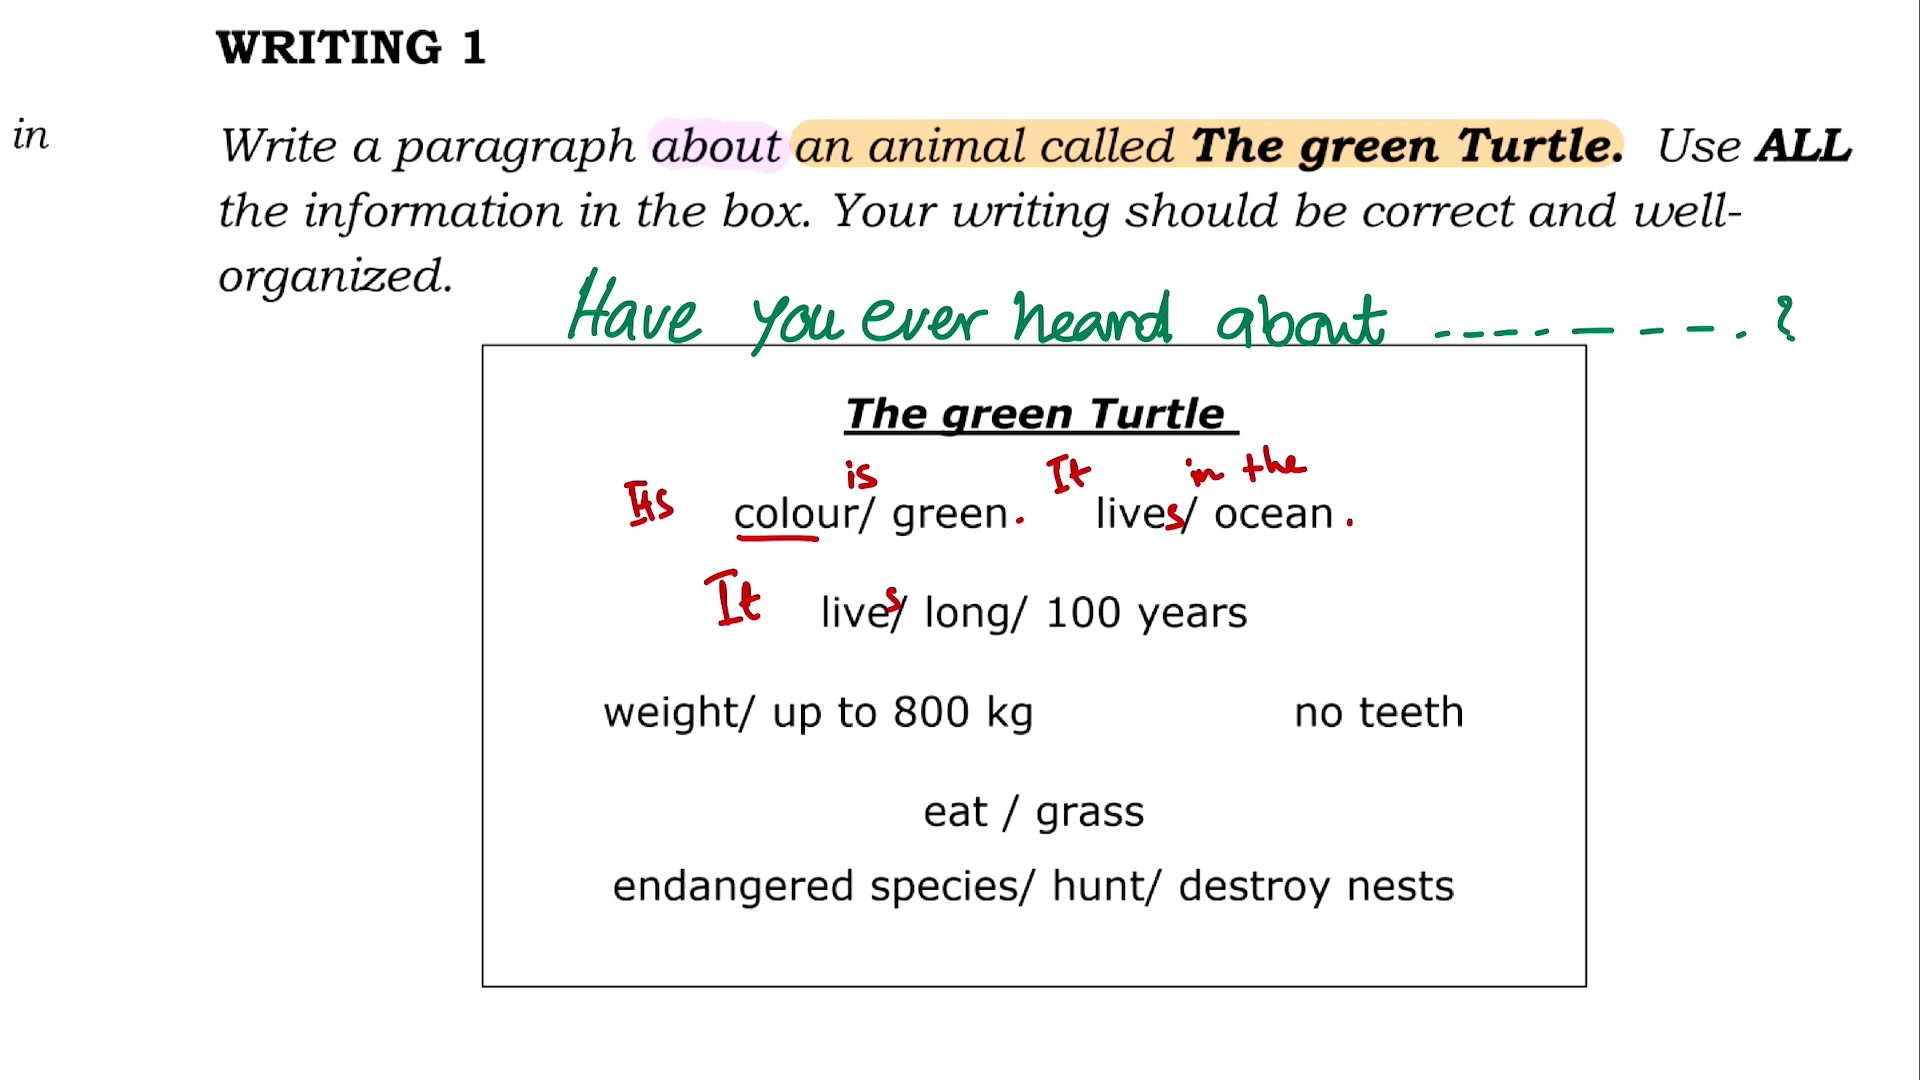 WRITING 1
in
Write a paragraph about an animal called The green Turtle. Use ALL
the information in the box. Your writing should be correct and well-
organized.
Have you ever heard about --------.?
The green Turtle
is It in the
Its colour/ green. lives/ ocean.
It lives/ long/ 100 years
weight/ up to 800 kg no teeth
eat / grass
endangered species/ hunt/ destroy nests